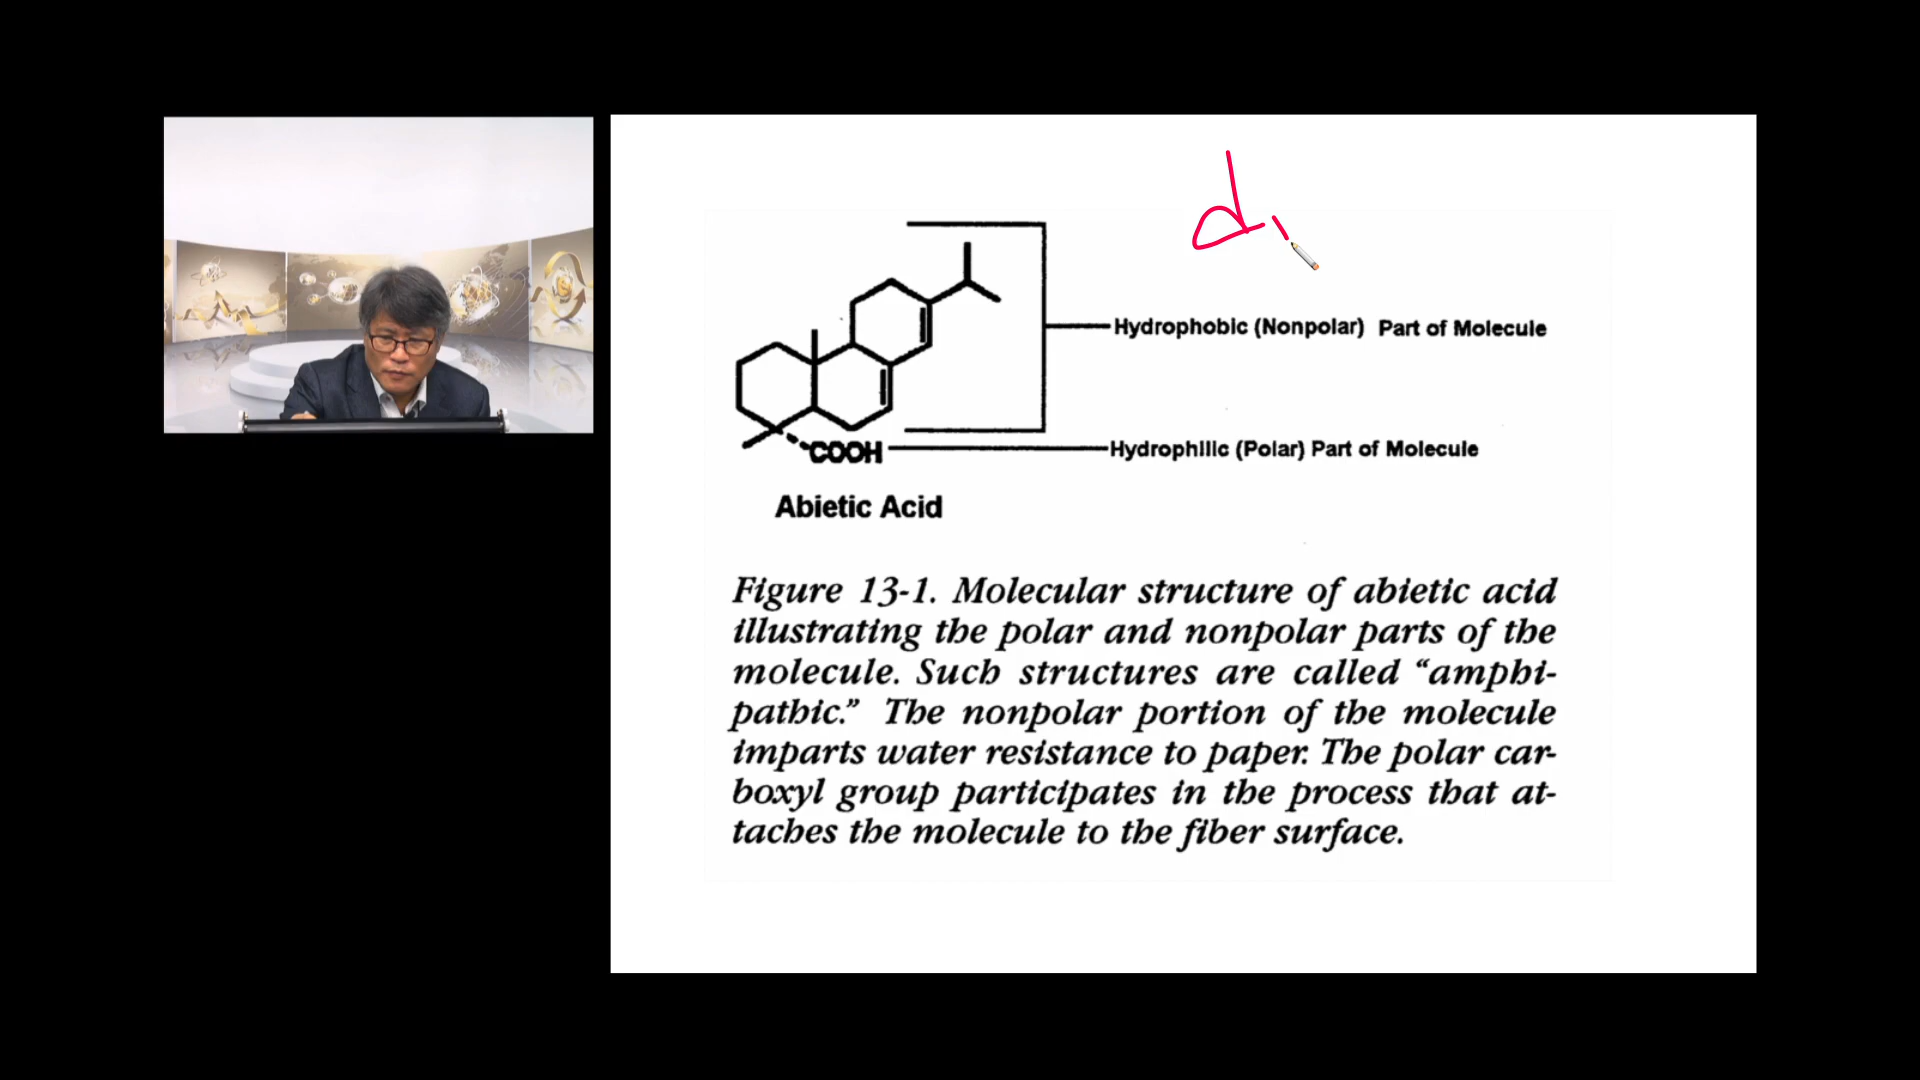 di
Hydrophobic (Nonpolar) Part of Molecule
COOH
Hydrophilic (Polar) Part of Molecule
Abietic Acid
Figure 13-1. Molecular structure of abietic acid
illustrating the polar and nonpolar parts of the
molecule. Such structures are called “amphi-
pathic.” The nonpolar portion of the molecule
imparts water resistance to paper. The polar car-
boxyl group participates in the process that at-
taches the molecule to the fiber surface.